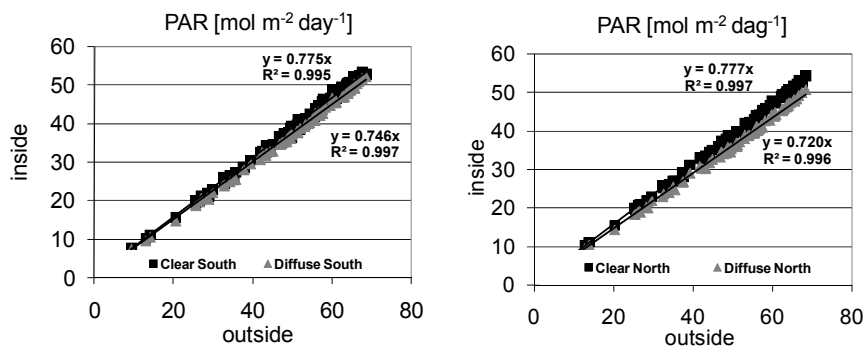 PAR [mol m-2 day-1]
60
50
40
30
20
10
0
inside
y = 0.775x
R² = 0.995
0.746x
R² = 0.997
Clear South
Diffuse South
0 20 40 60 80
outside
PAR [mol m-2 dag-1]
60
50
40
30
20
10
0
inside
y = 0.777x
R² = 0.997
y = 0.720x
R² = 0.996
Clear North
Diffuse North
0 20 40 60 80
outside